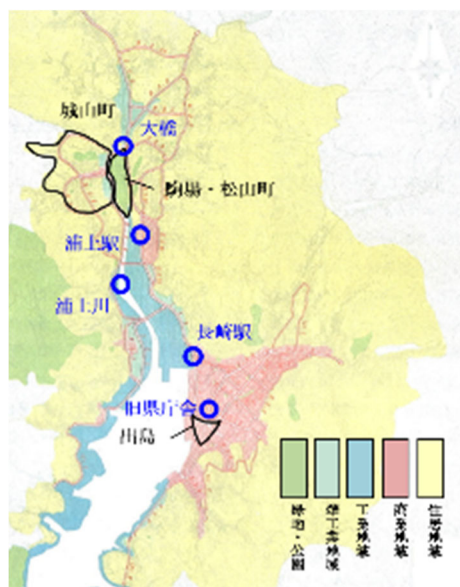 城山町
大橋
駒場・松山町
浦上駅
浦上川
長崎駅
旧県庁舎
出島
緑地・公園
準工業地域
工業地域
商業地域
住居地域